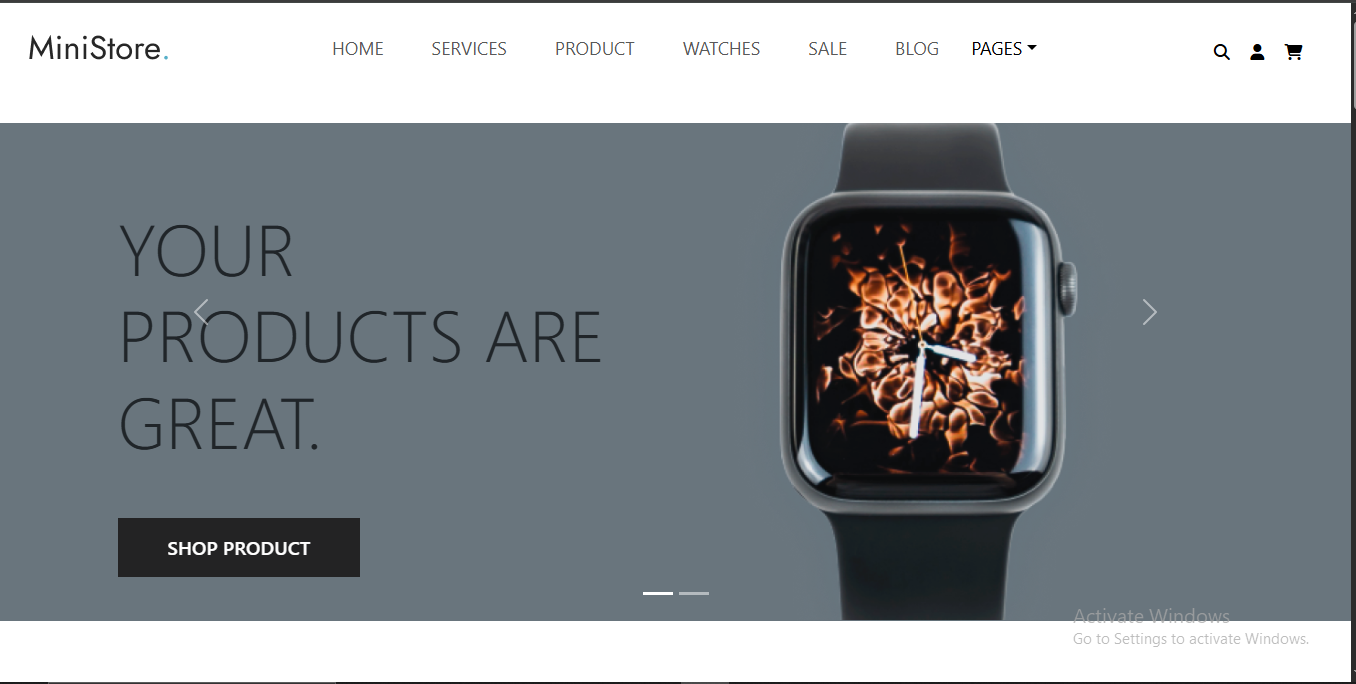 MiniStore.
HOME SERVICES PRODUCT WATCHES SALE BLOG PAGES
YOUR
PRODUCTS ARE
GREAT.
SHOP PRODUCT
Activate Windows
Go to Settings to activate Windows.